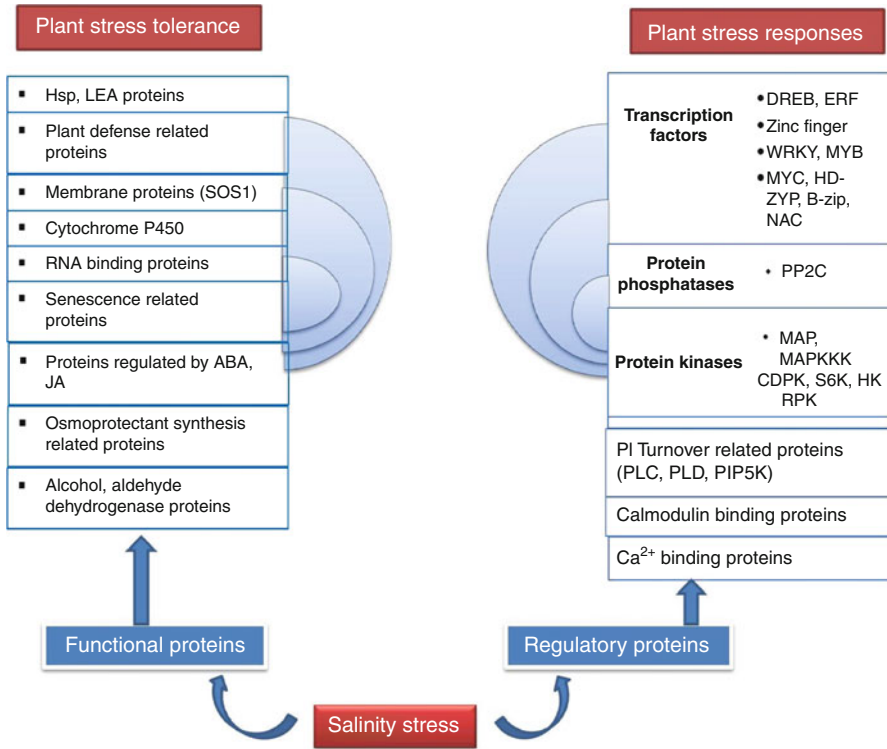 Plant stress tolerance
▪ Hsp, LEA proteins
▪ Plant defense related
proteins
▪ Membrane proteins (SOS1)
▪ Cytochrome P450
▪ RNA binding proteins
▪ Senescence related
proteins
▪ Proteins regulated by ABA,
JA
▪ Osmoprotectant synthesis
related proteins
▪ Alcohol, aldehyde
dehydrogenase proteins
Functional proteins
Plant stress responses
Transcription
factors
• DREB, ERF
• Zinc finger
• WRKY, MYB
• MYC, HD-
ZYP, B-zip,
NAC
Protein
phosphatases
• PP2C
Protein kinases
• MAP,
MAPKKK
CDPK, S6K, HK
RPK
PI Turnover related proteins
(PLC, PLD, PIP5K)
Calmodulin binding proteins
Ca²⁺ binding proteins
Regulatory proteins
Salinity stress